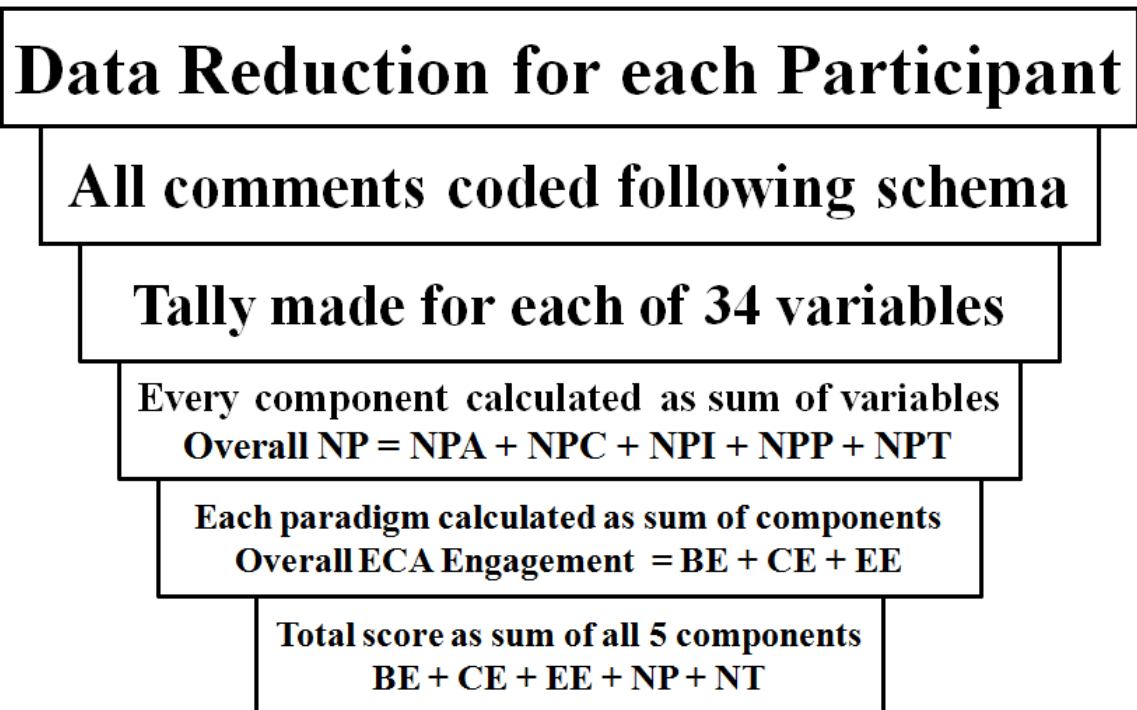 Data Reduction for each Participant
All comments coded following schema
Tally made for each of 34 variables
Every component calculated as sum of variables
Overall NP = NPA + NPC + NPI + NPP + NPT
Each paradigm calculated as sum of components
Overall ECA Engagement = BE + CE + EE
Total score as sum of all 5 components
BE + CE + EE + NP + NT